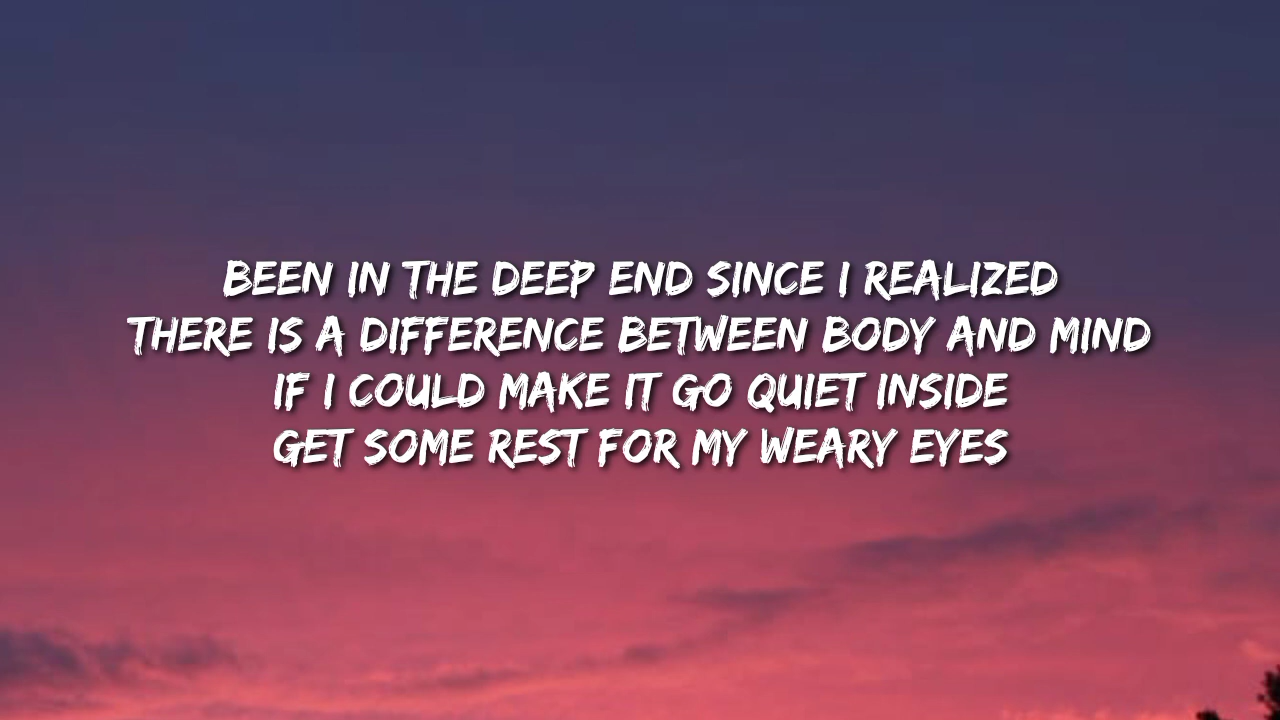 BEEN IN THE DEEP END SINCE I REALIZED
THERE IS A DIFFERENCE BETWEEN BODY AND MIND
IF I COULD MAKE IT GO QUIET INSIDE
GET SOME REST FOR MY WEARY EYES